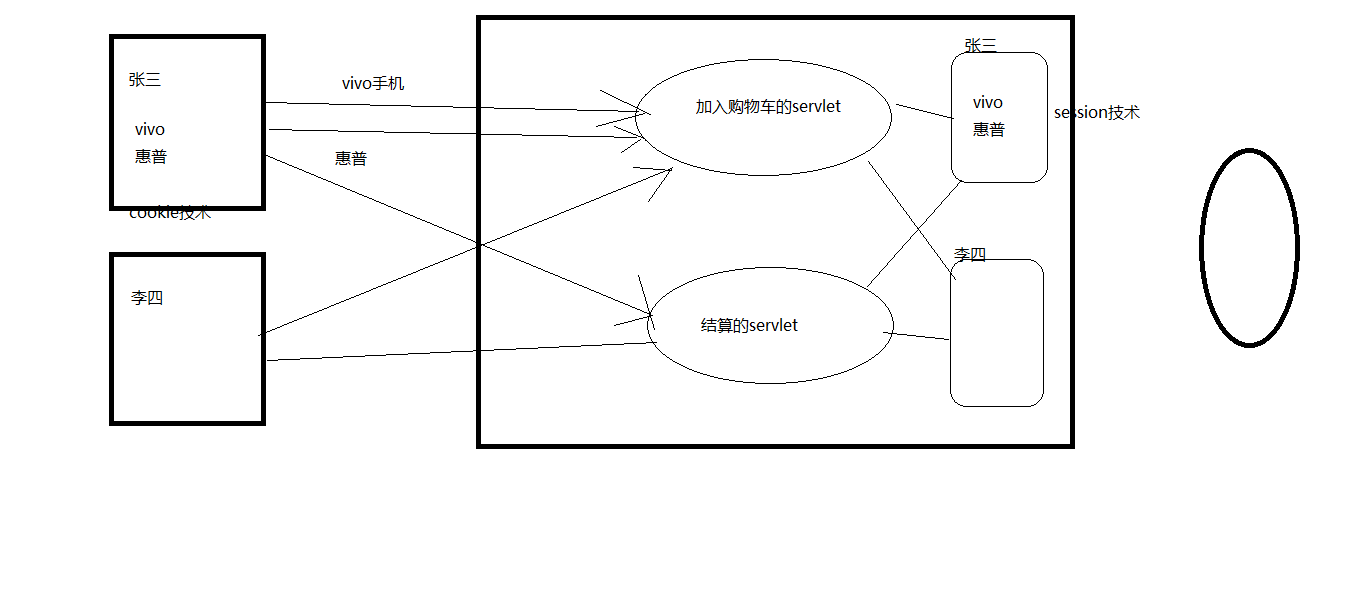 张三
vivo
惠普
cookie技术
李四
vivo手机
惠普
加入购物车的servlet
结算的servlet
张三
vivo
惠普
session技术
李四